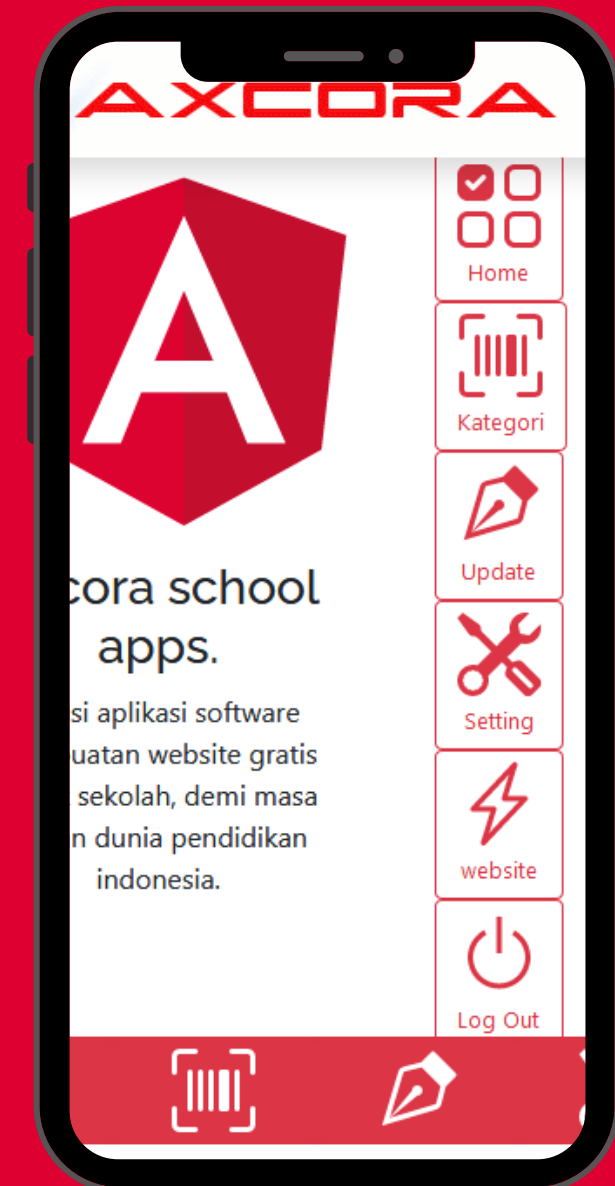 AXCORA
cora school
apps.
si aplikasi software
uatan website gratis
sekolah, demi masa
n dunia pendidikan
indonesia.
Home
Kategori
Update
Setting
website
Log Out